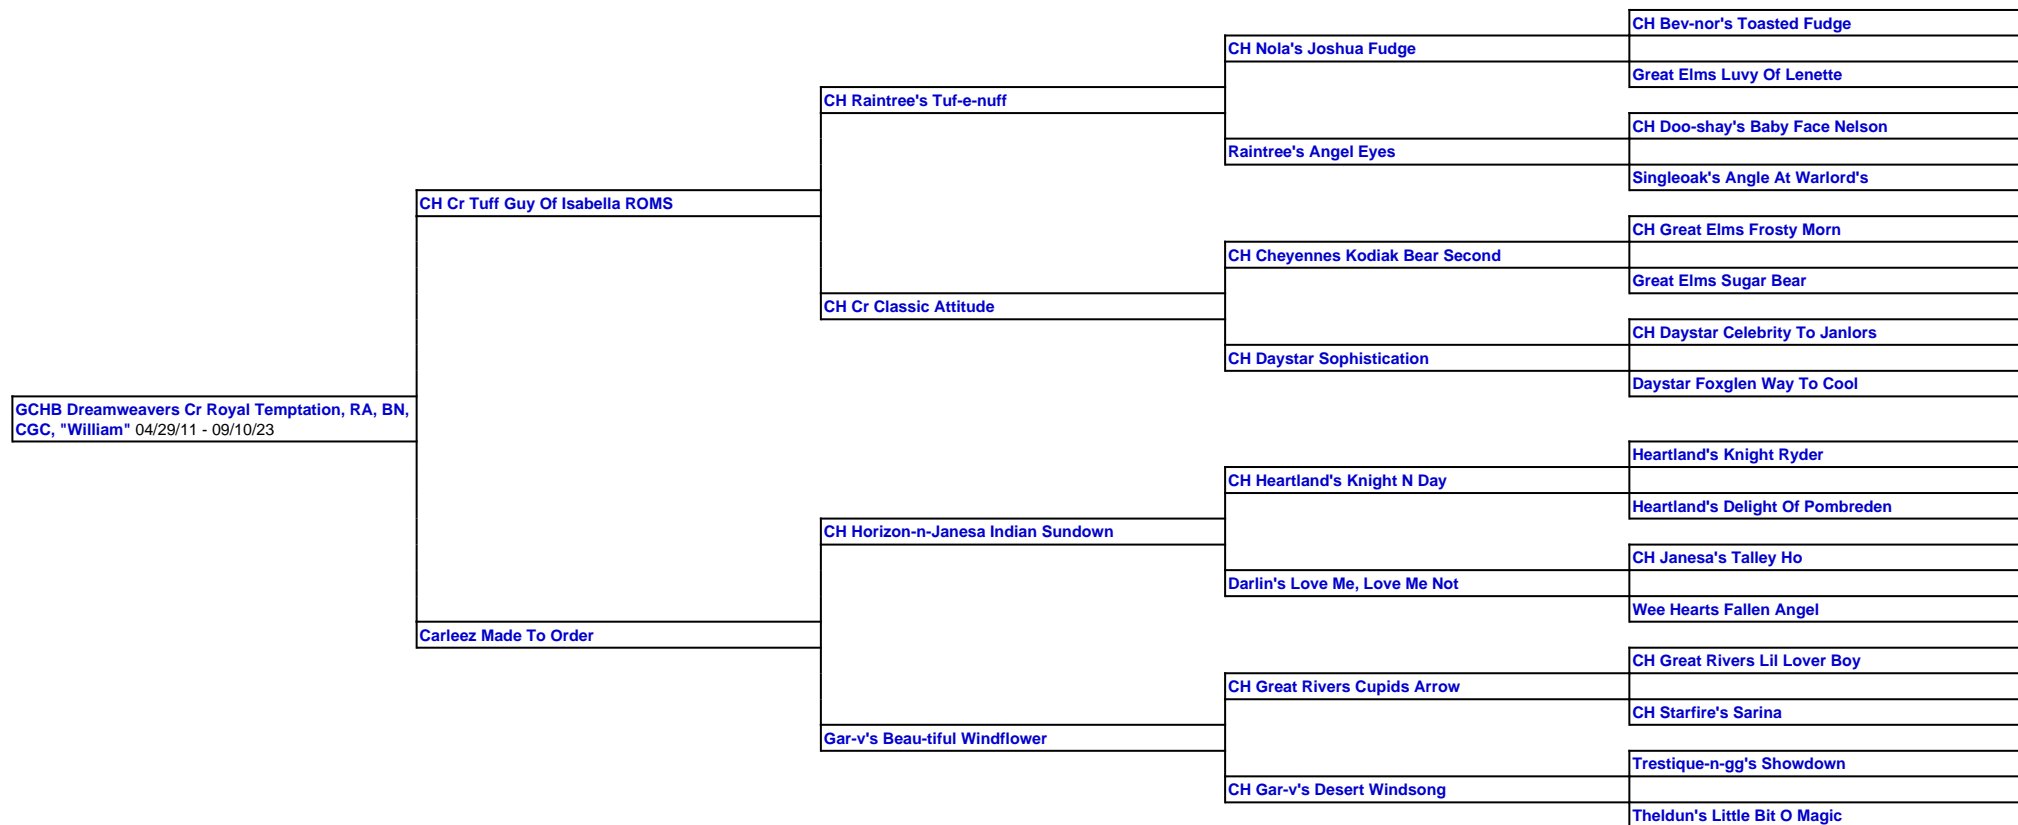 CH Bev-nor's Toasted Fudge
CH Nola's Joshua Fudge
Great Elms Luvy Of Lenette
CH Raintree's Tuf-e-nuff
CH Doo-shay's Baby Face Nelson
Raintree's Angel Eyes
Singleoak's Angle At Warlord's
CH Cr Tuff Guy Of Isabella ROMS
CH Great Elms Frosty Morn
CH Cheyennes Kodiak Bear Second
Great Elms Sugar Bear
CH Cr Classic Attitude
CH Daystar Celebrity To Janlors
CH Daystar Sophistication
Daystar Foxglen Way To Cool
GCHB Dreamweavers Cr Royal Temptation, RA, BN,
CGC, "William" 04/29/11 - 09/10/23
Heartland's Knight Ryder
CH Heartland's Knight N Day
Heartland's Delight Of Pombreden
CH Horizon-n-Janesa Indian Sundown
CH Janesa's Talley Ho
Darlin's Love Me, Love Me Not
Wee Hearts Fallen Angel
Carleez Made To Order
CH Great Rivers Lil Lover Boy
CH Great Rivers Cupids Arrow
CH Starfire's Sarina
Gar-v's Beau-tiful Windflower
Trestique-n-gg's Showdown
CH Gar-v's Desert Windsong
Theldun's Little Bit O Magic